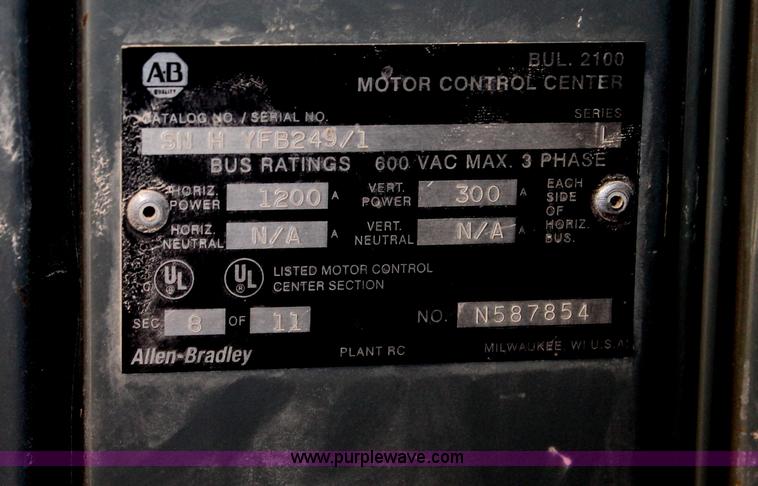 A-B
QUALITY
BUL. 2100
MOTOR CONTROL CENTER
CATALOG NO. / SERIAL NO. SERIES
SN H YFB249/1 L
BUS RATINGS 600 VAC MAX. 3 PHASE
HORIZ. POWER 1200 A VERT. POWER 300 A EACH SIDE OF HORIZ. BUS.
HORIZ. NEUTRAL N/A A VERT. NEUTRAL N/A A
UL ® UL ® LISTED MOTOR CONTROL
CENTER SECTION
SEC. 8 OF 11 NO. N587854
Allen-Bradley PLANT RC MILWAUKEE, WI U.S.A.
www.purplewave.com